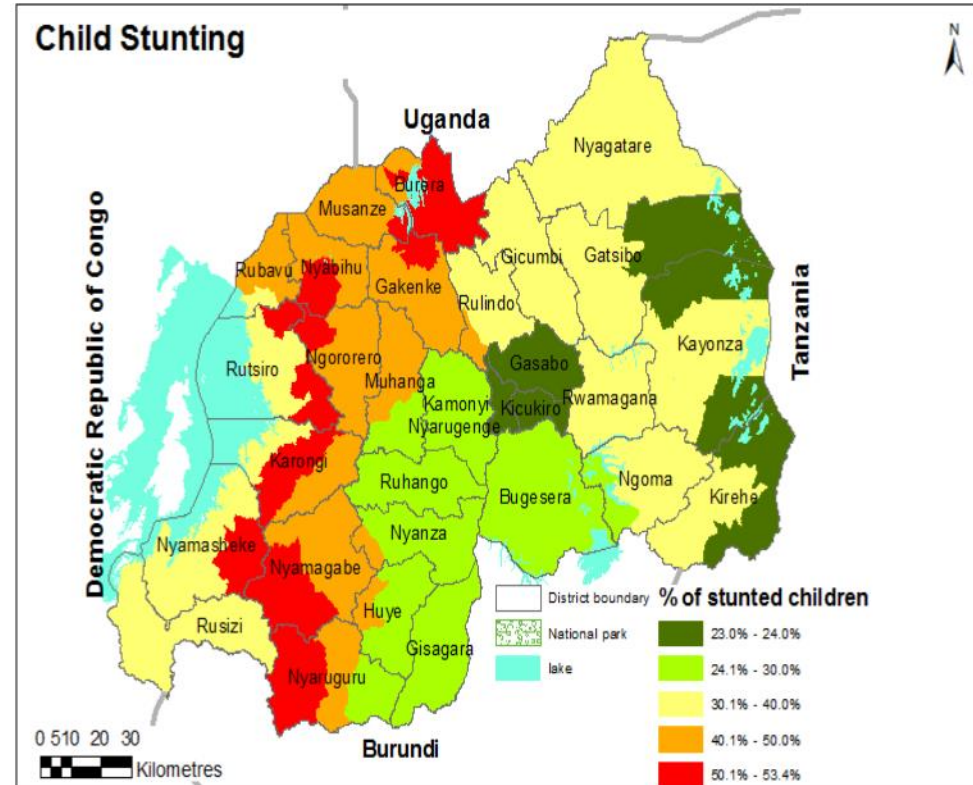 Child Stunting
N
Uganda
Nyagatare
Burera
Musanze
Gicumbi
Gatsibo
Rubavu
Nyabihu
Gakenke
Rulindo
Democratic Republic of Congo
Tanzania
Kayonza
Gasabo
Rutsiro
Ngororero
Muhanga
Kamonyi
Kicukiro
Rwamagana
Nyarugenge
Karongi
Ruhango
Bugesera
Ngoma
Kirehe
Nyanza
Nyamasheke
Nyamagabe
Huye
Rusizi
Gisagara
Nyaruguru
Burundi
District boundary
National park
lake
% of stunted children
23.0% - 24.0%
24.1% - 30.0%
30.1% - 40.0%
40.1% - 50.0%
50.1% - 53.4%
0 5 10 20 30
Kilometres